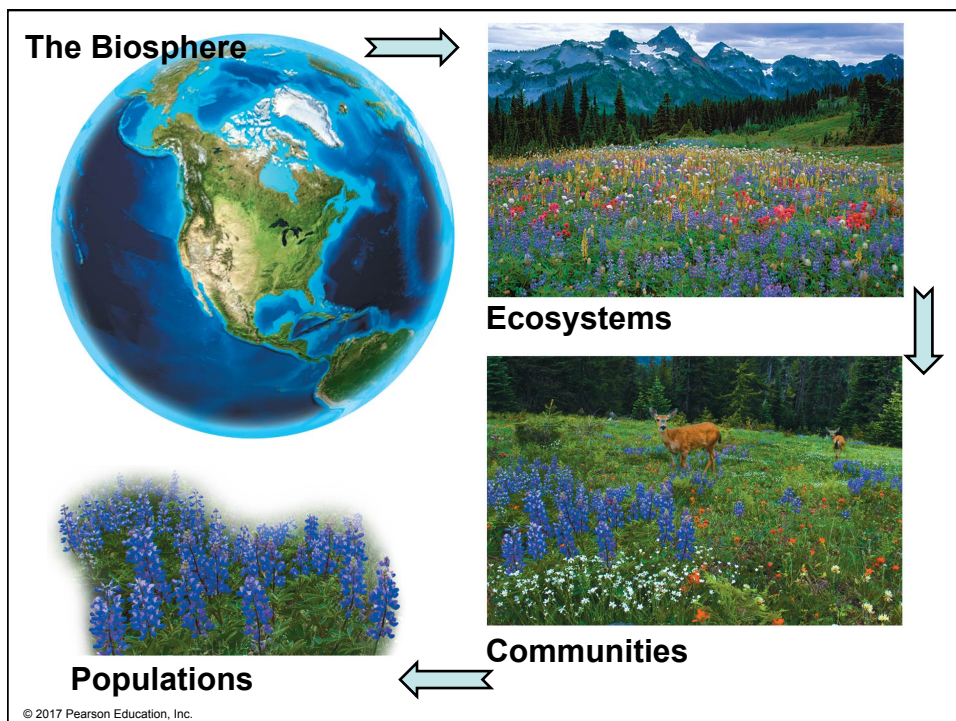 The Biosphere
Ecosystems
Communities
Populations
© 2017 Pearson Education, Inc.